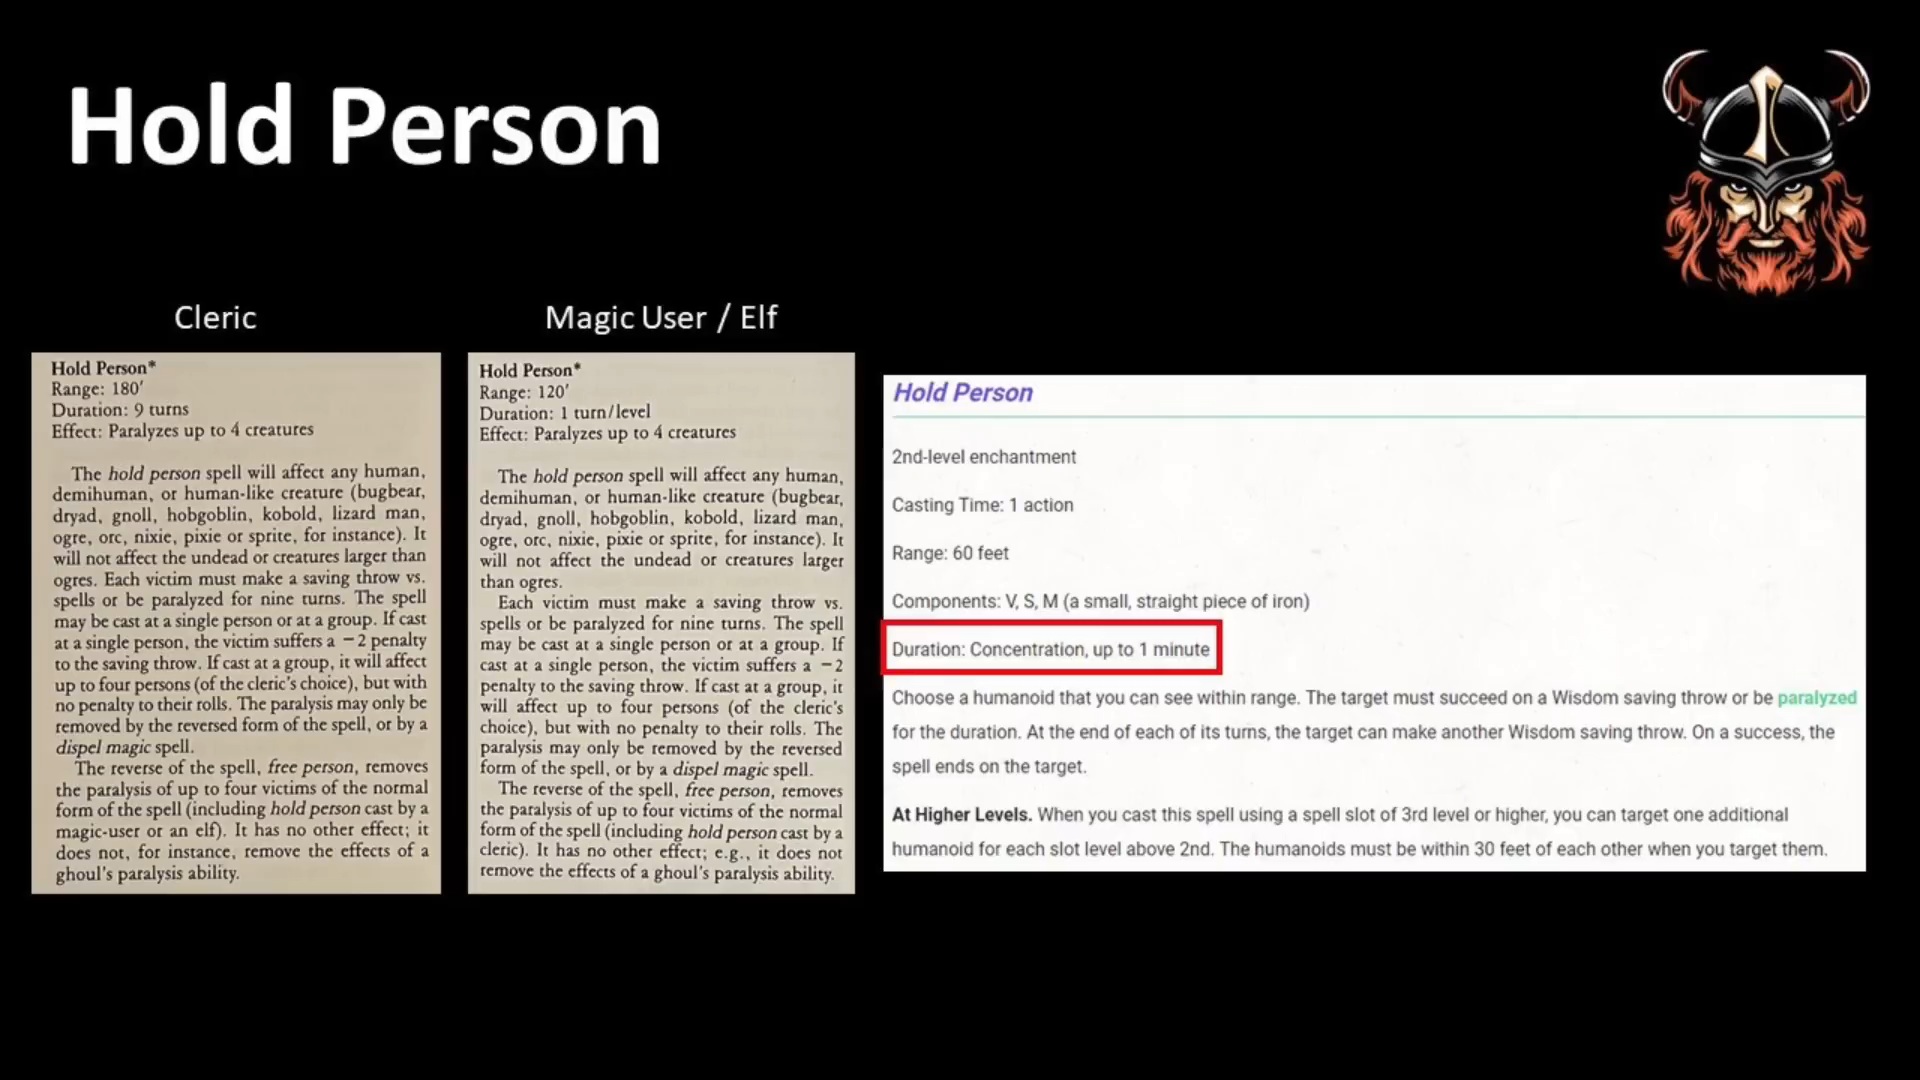 Hold Person
Cleric
Hold Person*
Range: 180′
Duration: 9 turns
Effect: Paralyzes up to 4 creatures
The hold person spell will affect any human,
demihuman, or human-like creature (bugbear,
dryad, gnoll, hobgoblin, kobold, lizard man,
ogre, orc, nixie, pixie or sprite, for instance). It
will not affect the undead or creatures larger than
ogres. Each victim must make a saving throw vs.
spells or be paralyzed for nine turns. The spell
may be cast at a single person or at a group. If cast
at a single person, the victim suffers a −2 penalty
to the saving throw. If cast at a group, it will affect
up to four persons (of the cleric's choice), but with
no penalty to their rolls. The paralysis may only be
removed by the reversed form of the spell, or by a
dispel magic spell.
The reverse of the spell, free person, removes
the paralysis of up to four victims of the normal
form of the spell (including hold person cast by a
magic-user or an elf). It has no other effect; it
does not, for instance, remove the effects of a
ghoul's paralysis ability.
Magic User / Elf
Hold Person*
Range: 120′
Duration: 1 turn/level
Effect: Paralyzes up to 4 creatures
The hold person spell will affect any human,
demihuman, or human-like creature (bugbear,
dryad, gnoll, hobgoblin, kobold, lizard man,
ogre, orc, nixie, pixie or sprite, for instance). It
will not affect the undead or creatures larger
than ogres.
Each victim must make a saving throw vs.
spells or be paralyzed for nine turns. The spell
may be cast at a single person or at a group. If
cast at a single person, the victim suffers a −2
penalty to the saving throw. If cast at a group, it
will affect up to four persons (of the cleric's
choice), but with no penalty to their rolls. The
paralysis may only be removed by the reversed
form of the spell, or by a dispel magic spell.
The reverse of the spell, free person, removes
the paralysis of up to four victims of the normal
form of the spell (including hold person cast by a
cleric). It has no other effect; e.g., it does not
remove the effects of a ghoul's paralysis ability.
Hold Person
2nd-level enchantment
Casting Time: 1 action
Range: 60 feet
Components: V, S, M (a small, straight piece of iron)
Duration: Concentration, up to 1 minute
Choose a humanoid that you can see within range. The target must succeed on a Wisdom saving throw or be paralyzed
for the duration. At the end of each of its turns, the target can make another Wisdom saving throw. On a success, the
spell ends on the target.
At Higher Levels. When you cast this spell using a spell slot of 3rd level or higher, you can target one additional
humanoid for each slot level above 2nd. The humanoids must be within 30 feet of each other when you target them.